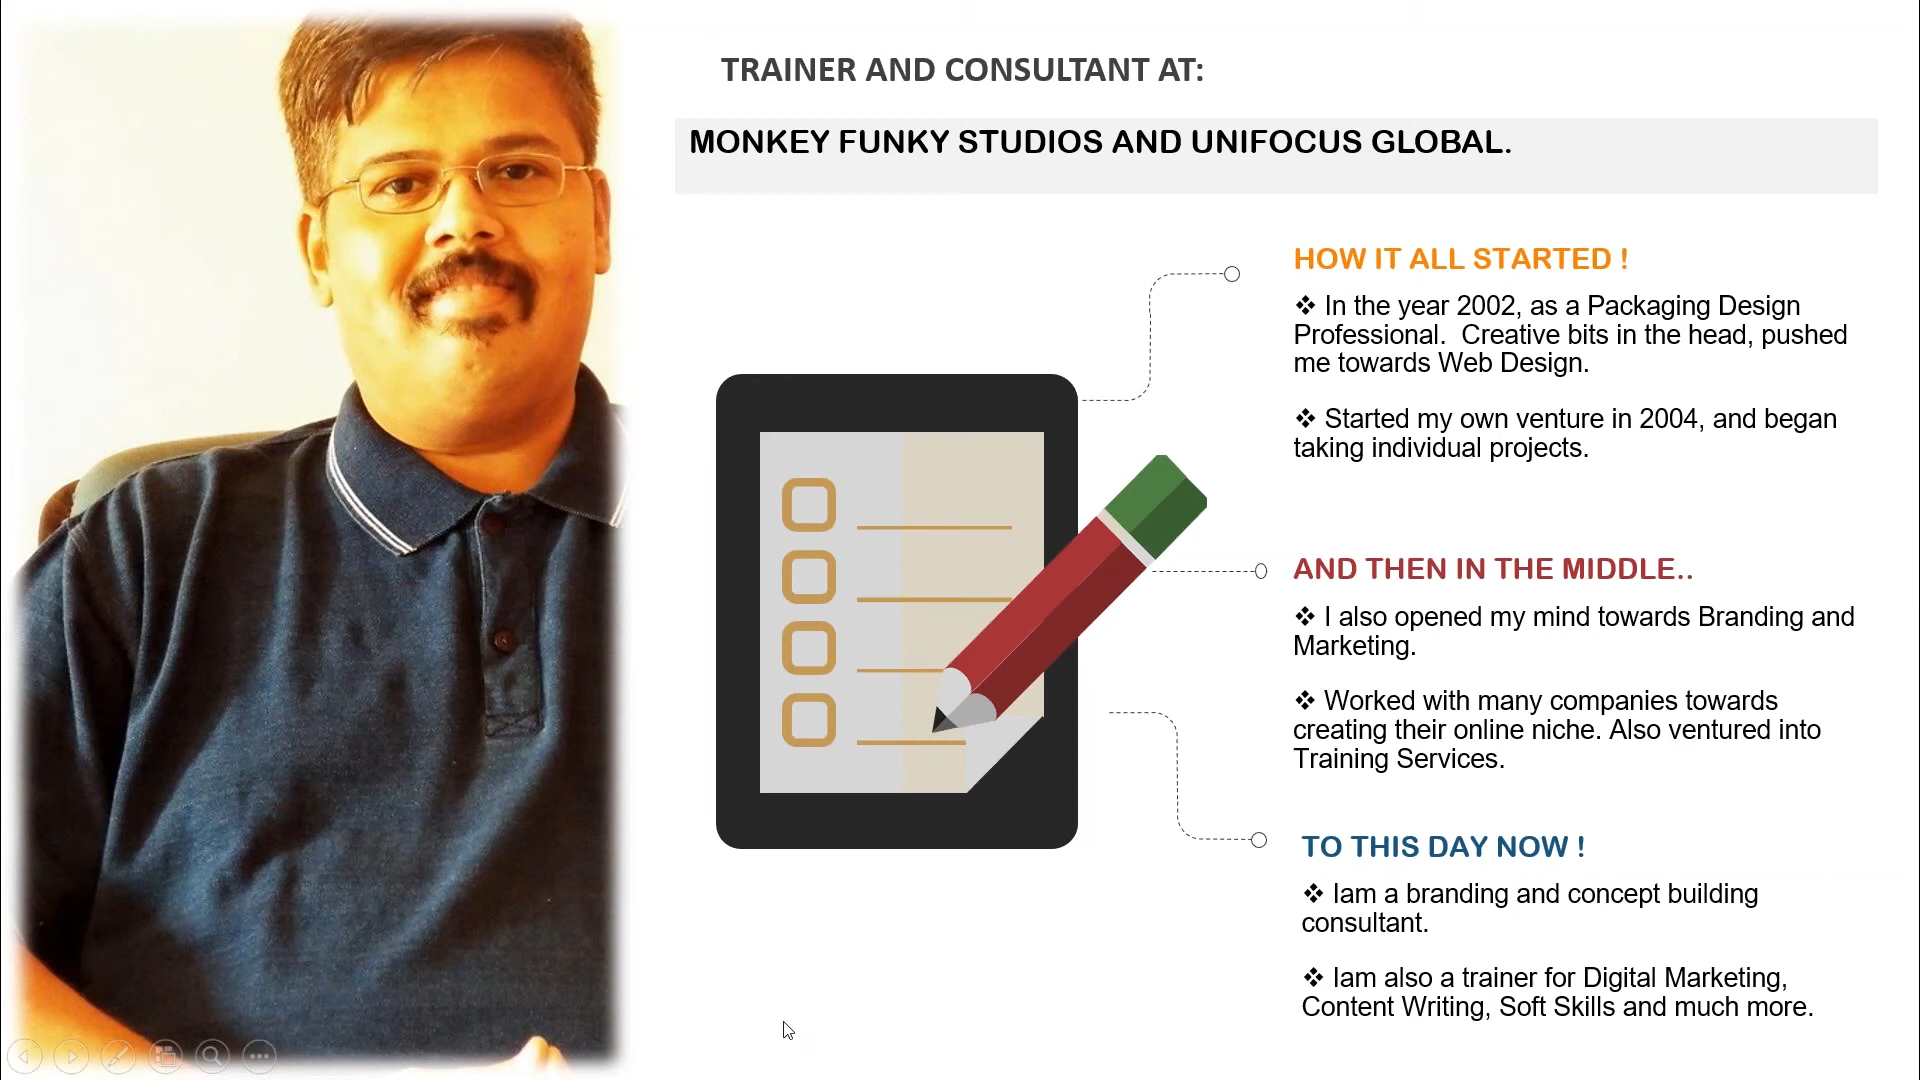 TRAINER AND CONSULTANT AT:
MONKEY FUNKY STUDIOS AND UNIFOCUS GLOBAL.
HOW IT ALL STARTED !
❖ In the year 2002, as a Packaging Design
Professional.  Creative bits in the head, pushed
me towards Web Design.
❖ Started my own venture in 2004, and began
taking individual projects.
AND THEN IN THE MIDDLE..
❖ I also opened my mind towards Branding and
Marketing.
❖ Worked with many companies towards
creating their online niche. Also ventured into
Training Services.
TO THIS DAY NOW !
❖ Iam a branding and concept building
consultant.
❖ Iam also a trainer for Digital Marketing,
Content Writing, Soft Skills and much more.